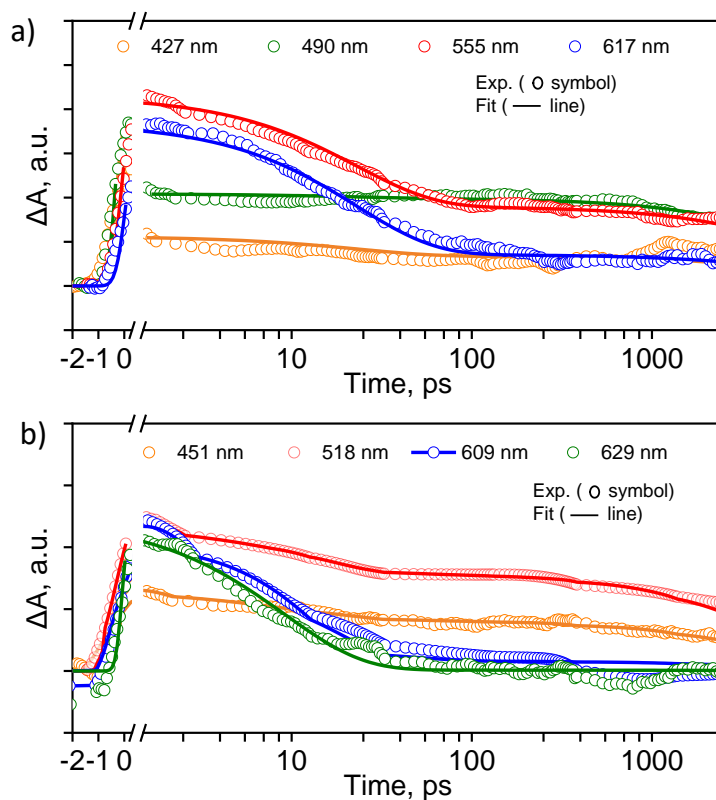 a)
427 nm 490 nm 555 nm 617 nm
Exp. ( o symbol)
Fit ( — line)
ΔA, a.u.
-2 -1 0 10 100 1000
Time, ps
b)
451 nm 518 nm 609 nm 629 nm
Exp. ( o symbol)
Fit ( — line)
ΔA, a.u.
-2 -1 0 10 100 1000
Time, ps